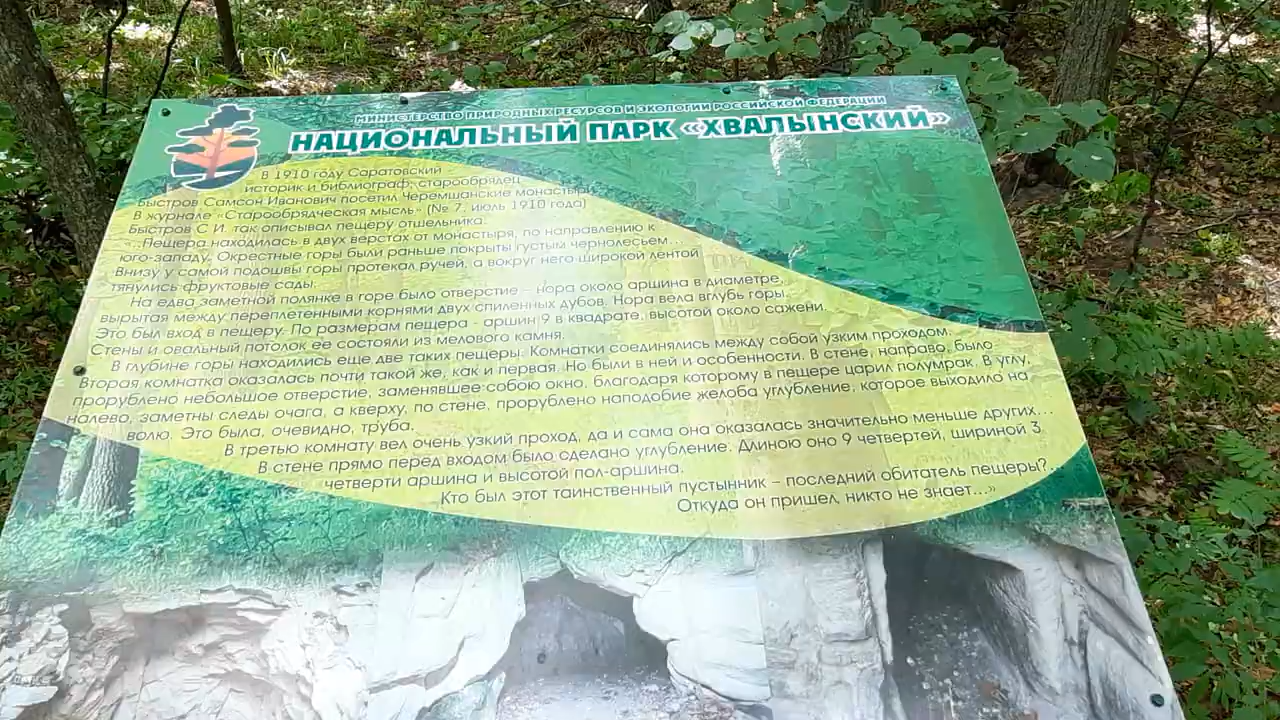 МИНИСТЕРСТВО ПРИРОДНЫХ РЕСУРСОВ И ЭКОЛОГИИ РОССИЙСКОЙ ФЕДЕРАЦИИ
НАЦИОНАЛЬНЫЙ ПАРК «ХВАЛЫНСКИЙ»
В 1910 году Саратовский
историк и библиограф, старообрядец
Быстров Самсон Иванович посетил Черемшанские монастыри.
В журнале «Старообрядческая мысль» (№ 7, июль 1910 года)
Быстров С.И. так описывал пещеру отшельника:
«...Пещера находилась в двух верстах от монастыря, по направлению к
юго-западу. Окрестные горы были раньше покрыты густым чернолесьем...
Внизу у самой подошвы горы протекал ручей, а вокруг него широкой лентой
тянулись фруктовые сады.
На едва заметной полянке в горе было отверстие – нора около аршина в диаметре,
вырытая между переплетенными корнями двух спиленных дубов. Нора вела вглубь горы.
Это был вход в пещеру. По размерам пещера - аршин 9 в квадрате, высотой около сажени.
Стены и овальный потолок ее состояли из мелового камня.
В глубине горы находились еще две таких пещеры. Комнатки соединялись между собой узким проходом.
Вторая комнатка оказалась почти такой же, как и первая. Но были в ней и особенности. В стене, направо, было
прорублено небольшое отверстие, заменявшее собою окно, благодаря которому в пещере царил полумрак. В углу,
налево, заметны следы очага, а кверху, по стене, прорублено наподобие желоба углубление, которое выходило на
волю. Это была, очевидно, труба.
В третью комнату вел очень узкий проход, да и сама она оказалась значительно меньше других...
В стене прямо перед входом было сделано углубление. Длиною оно 9 четвертей, шириной 3
четверти аршина и высотой пол-аршина.
Кто был этот таинственный пустынник – последний обитатель пещеры?...
Откуда он пришел, никто не знает...»